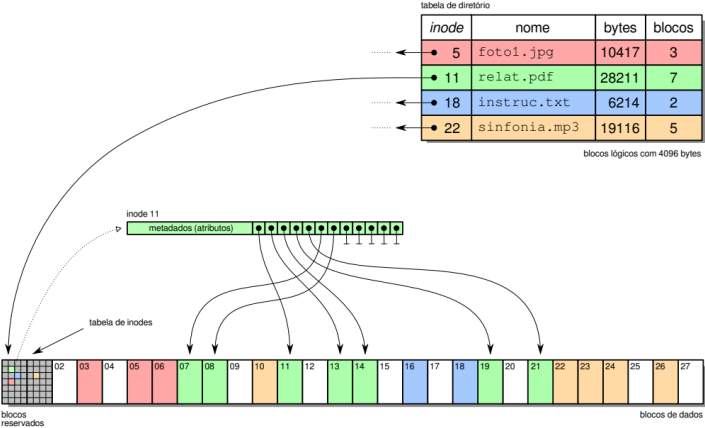 tabela de diretório
inode nome bytes blocos
5 foto1.jpg 10417 3
11 relat.pdf 28211 7
18 instruc.txt 6214 2
22 sinfonia.mp3 19116 5
blocos lógicos com 4096 bytes
inode 11
metadados (atributos)
tabela de inodes
02 03 04 05 06 07 08 09 10 11 12 13 14 15 16 17 18 19 20 21 22 23 24 25 26 27
blocos
reservados
blocos de dados